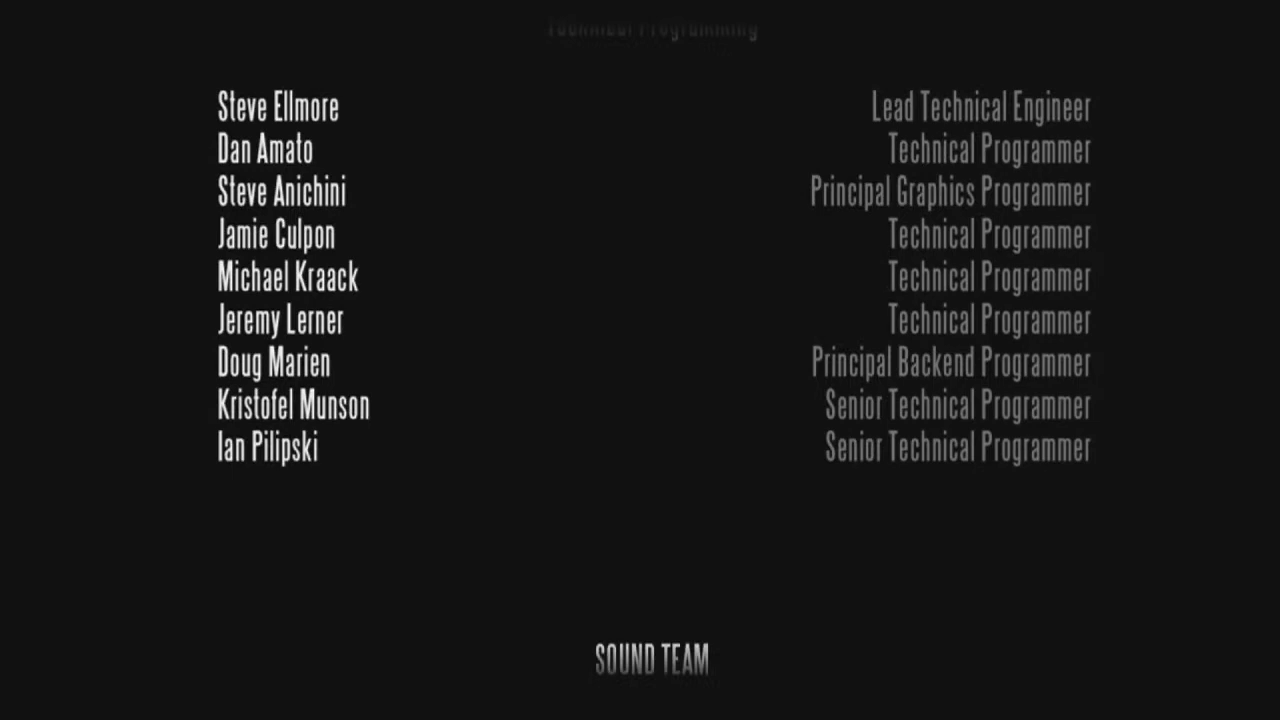 Technical Programming
Steve Ellmore Lead Technical Engineer
Dan Amato Technical Programmer
Steve Anichini Principal Graphics Programmer
Jamie Culpon Technical Programmer
Michael Kraack Technical Programmer
Jeremy Lerner Technical Programmer
Doug Marien Principal Backend Programmer
Kristofel Munson Senior Technical Programmer
Ian Pilipski Senior Technical Programmer
SOUND TEAM